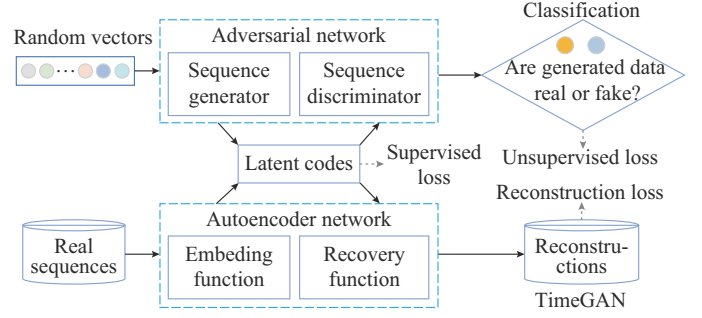 Classification
Random vectors
Adversarial network
Sequence
generator
Sequence
discriminator
Are generated data
real or fake?
Latent codes
Supervised
loss
Unsupervised loss
Reconstruction loss
Autoencoder network
Real
sequences
Embeding
function
Recovery
function
Reconstru-
ctions
TimeGAN